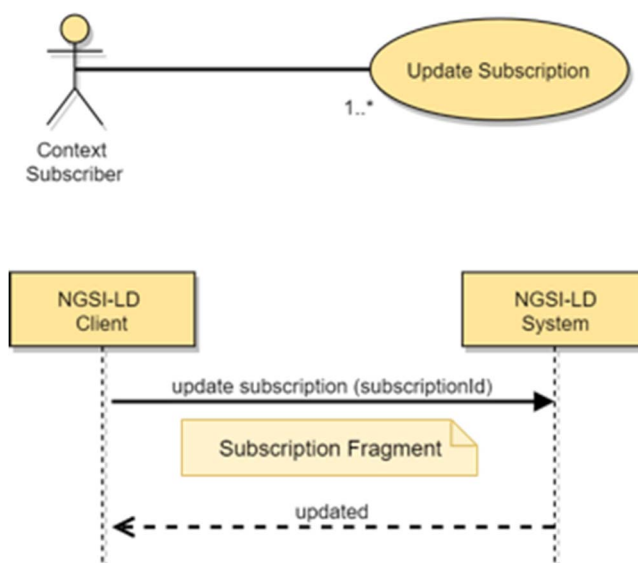 Update Subscription
1..*
Context
Subscriber
NGSI-LD
Client
NGSI-LD
System
update subscription (subscriptionId)
Subscription Fragment
updated